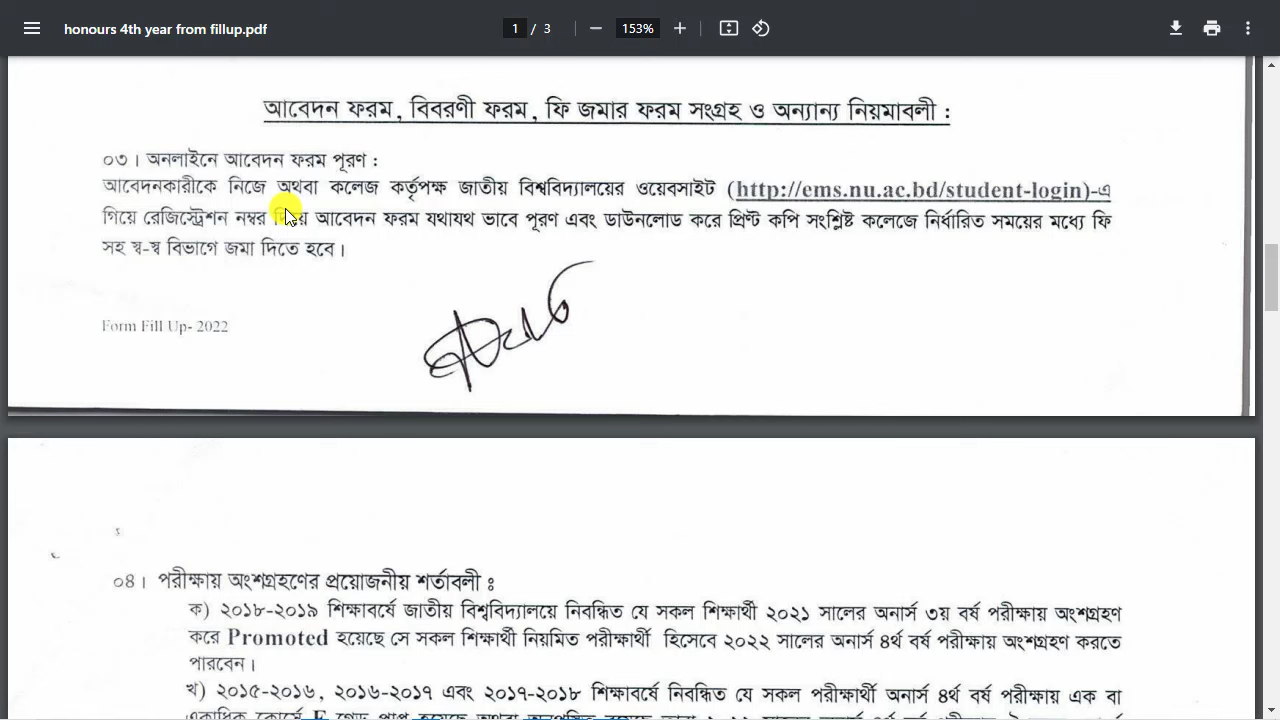 honours 4th year from fillup.pdf
1 / 3
153%
আবেদন ফরম, বিবরণী ফরম, ফি জমার ফরম সংগ্রহ ও অন্যান্য নিয়মাবলী :
০৩। অনলাইনে আবেদন ফরম পূরণ :
আবেদনকারীকে নিজে অথবা কলেজ কর্তৃপক্ষ জাতীয় বিশ্ববিদ্যালয়ের ওয়েবসাইট (http://ems.nu.ac.bd/student-login)-এ
গিয়ে রেজিস্ট্রেশন নম্বর দিয়ে আবেদন ফরম যথাযথ ভাবে পূরণ এবং ডাউনলোড করে প্রিন্ট কপি সংশ্লিষ্ট কলেজে নির্ধারিত সময়ের মধ্যে ফি
সহ স্ব-স্ব বিভাগে জমা দিতে হবে।
Form Fill Up- 2022
০৪। পরীক্ষায় অংশগ্রহণের প্রয়োজনীয় শর্তাবলী ঃ
ক) ২০১৮-২০১৯ শিক্ষাবর্ষে জাতীয় বিশ্ববিদ্যালয়ে নিবন্ধিত যে সকল শিক্ষার্থী ২০২১ সালের অনার্স ৩য় বর্ষ পরীক্ষায় অংশগ্রহণ
করে Promoted হয়েছে সে সকল শিক্ষার্থী নিয়মিত পরীক্ষার্থী হিসেবে ২০২২ সালের অনার্স ৪র্থ বর্ষ পরীক্ষায় অংশগ্রহণ করতে
পারবেন।
খ) ২০১৫-২০১৬, ২০১৬-২০১৭ এবং ২০১৭-২০১৮ শিক্ষাবর্ষে নিবন্ধিত যে সকল পরীক্ষার্থী অনার্স ৪র্থ বর্ষ পরীক্ষায় এক বা